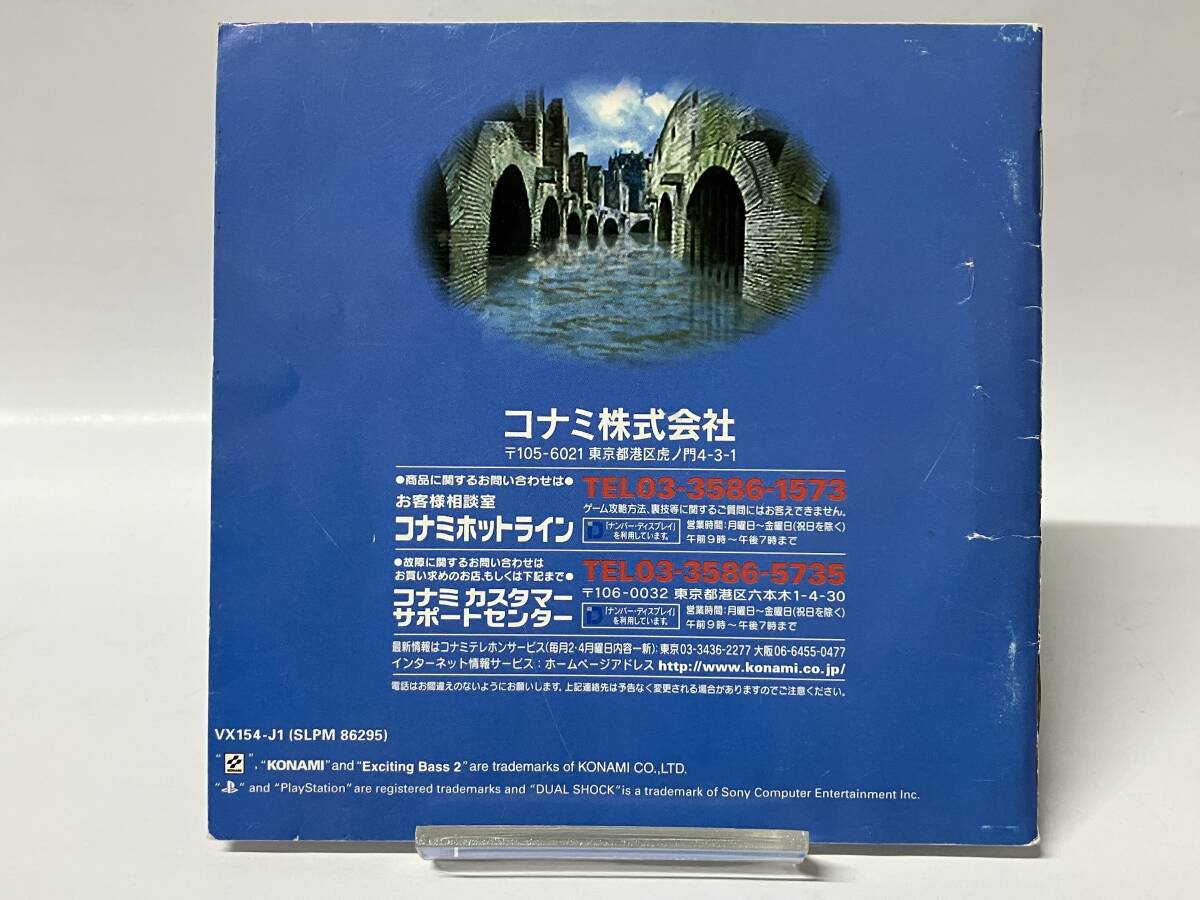 コナミ株式会社
〒105-6021 東京都港区虎ノ門4-3-1
●商品に関するお問い合わせは●
お客様相談室
コナミホットライン
TEL03-3586-1573
ゲーム攻略方法、裏技等に関するご質問にはお答えできません。
「ナンバー・ディスプレイ」
を利用しています。
営業時間:月曜日〜金曜日(祝日を除く)
午前9時〜午後7時まで
●故障に関するお問い合わせは
お買い求めのお店、もしくは下記まで●
コナミ カスタマー
サポートセンター
TEL03-3586-5735
〒106-0032 東京都港区六本木1-4-30
「ナンバー・ディスプレイ」
を利用しています。
営業時間:月曜日〜金曜日(祝日を除く)
午前9時〜午後7時まで
最新情報はコナミテレホンサービス(毎月2・4月曜日内容一新):東京03-3436-2277 大阪06-6455-0477
インターネット情報サービス:ホームページアドレス http://www.konami.co.jp/
電話はお間違えのないようにお願いします。上記連絡先は予告なく変更される場合がありますのでご注意ください。
VX154-J1 (SLPM 86295)
" ", "KONAMI" and "Exciting Bass 2" are trademarks of KONAMI CO.,LTD.
" " and "PlayStation" are registered trademarks and "DUAL SHOCK" is a trademark of Sony Computer Entertainment Inc.